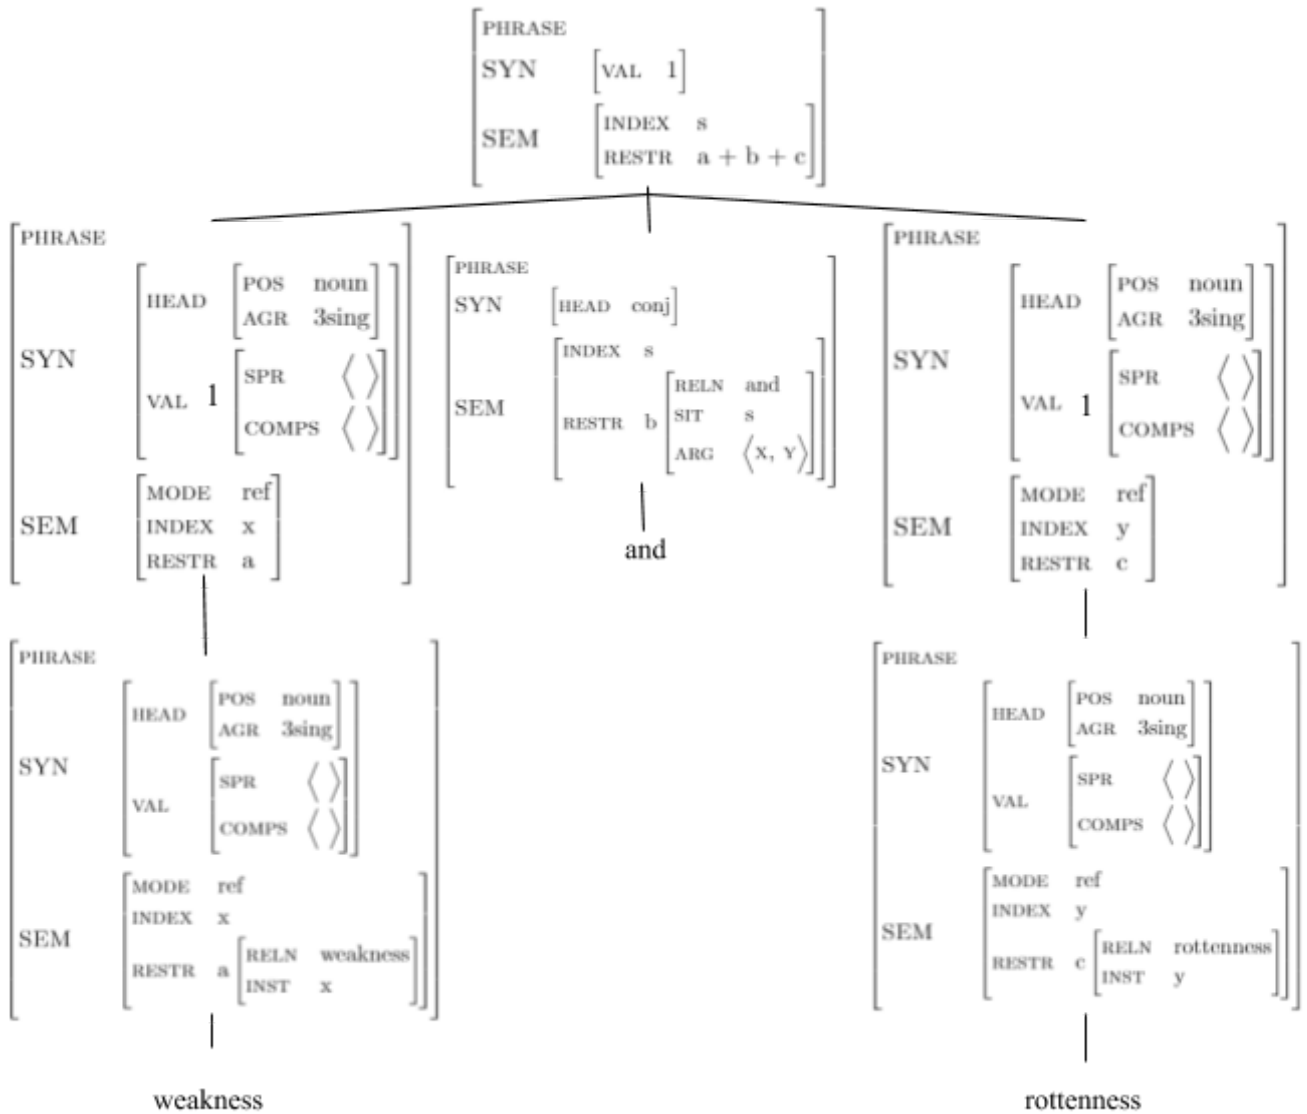 PHRASE
SYN [VAL 1]
SEM [INDEX s
RESTR a + b + c]
PHRASE
SYN [HEAD [POS noun
AGR 3sing]
VAL 1 [SPR ⟨ ⟩
COMPS ⟨ ⟩]]
SEM [MODE ref
INDEX x
RESTR a]
PHRASE
SYN [HEAD conj]
SEM [INDEX s
RESTR b [RELN and
SIT s
ARG ⟨X, Y⟩]]
and
PHRASE
SYN [HEAD [POS noun
AGR 3sing]
VAL 1 [SPR ⟨ ⟩
COMPS ⟨ ⟩]]
SEM [MODE ref
INDEX y
RESTR c]
PHRASE
SYN [HEAD [POS noun
AGR 3sing]
VAL [SPR ⟨ ⟩
COMPS ⟨ ⟩]]
SEM [MODE ref
INDEX x
RESTR a [RELN weakness
INST x]]
weakness
PHRASE
SYN [HEAD [POS noun
AGR 3sing]
VAL [SPR ⟨ ⟩
COMPS ⟨ ⟩]]
SEM [MODE ref
INDEX y
RESTR c [RELN rottenness
INST y]]
rottenness